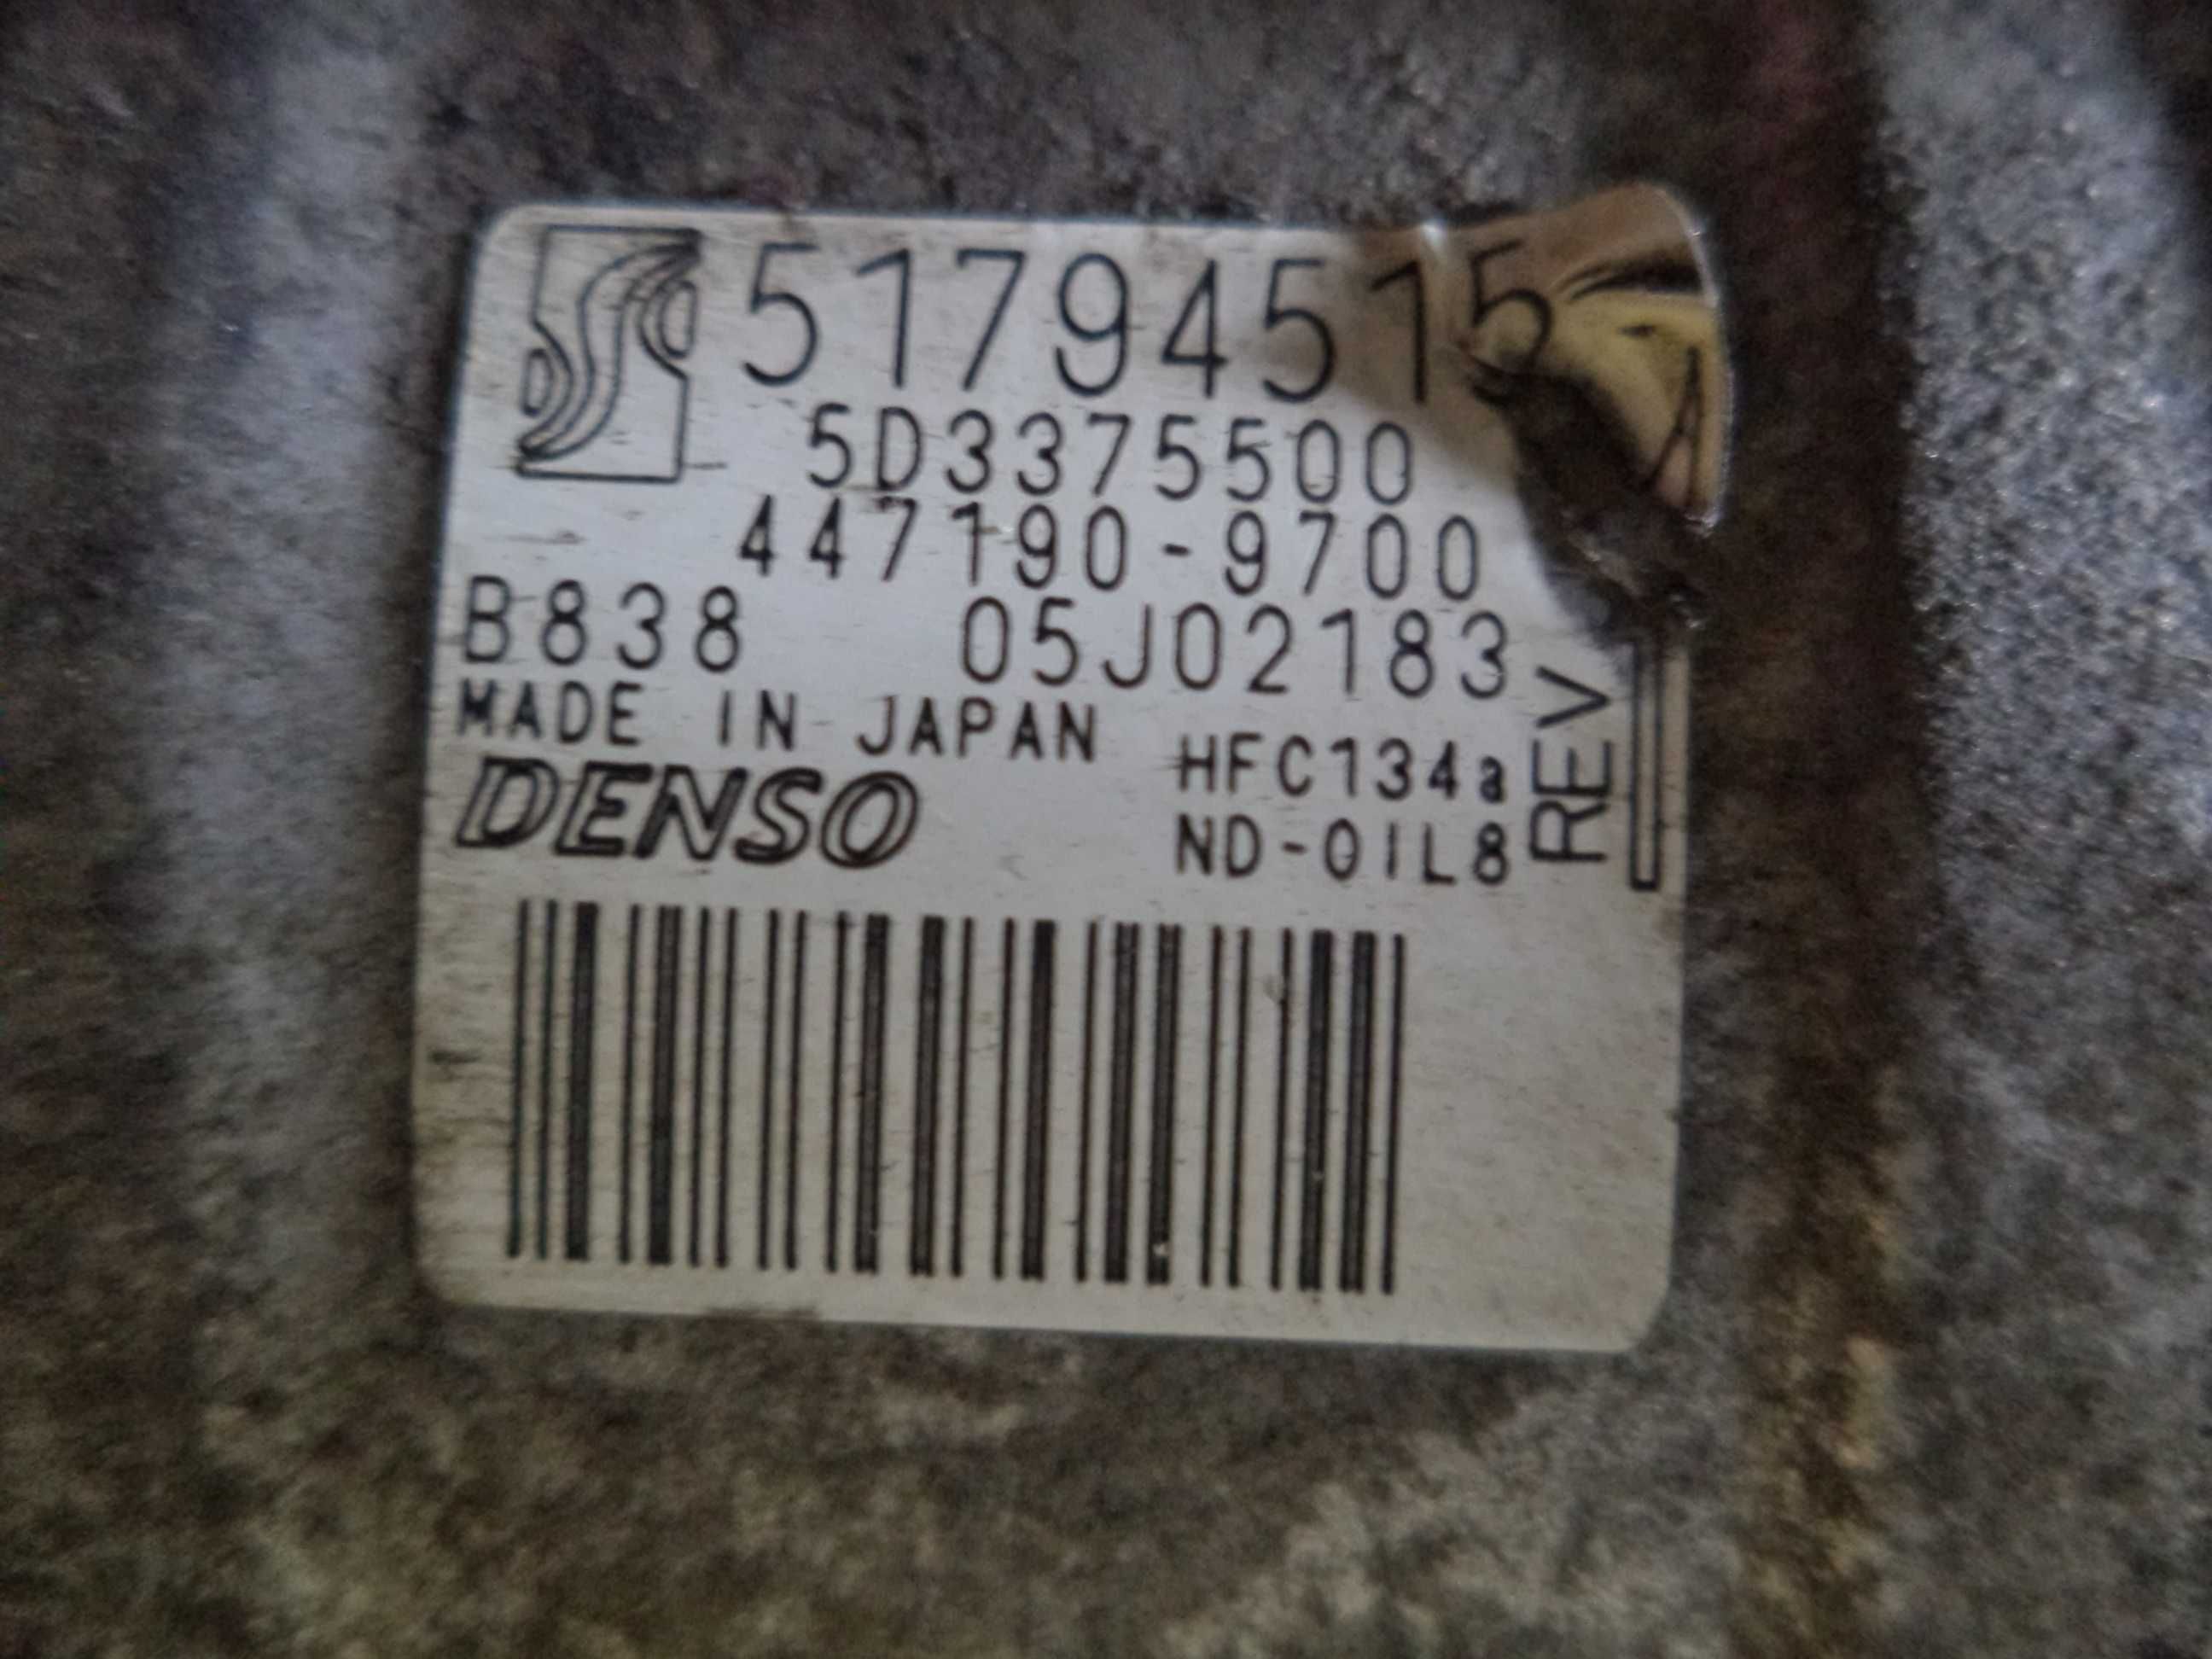 51794515
5D3375500
447190-9700
B838 05J02183
MADE IN JAPAN
DENSO
HFC134a
ND-OIL8
REV